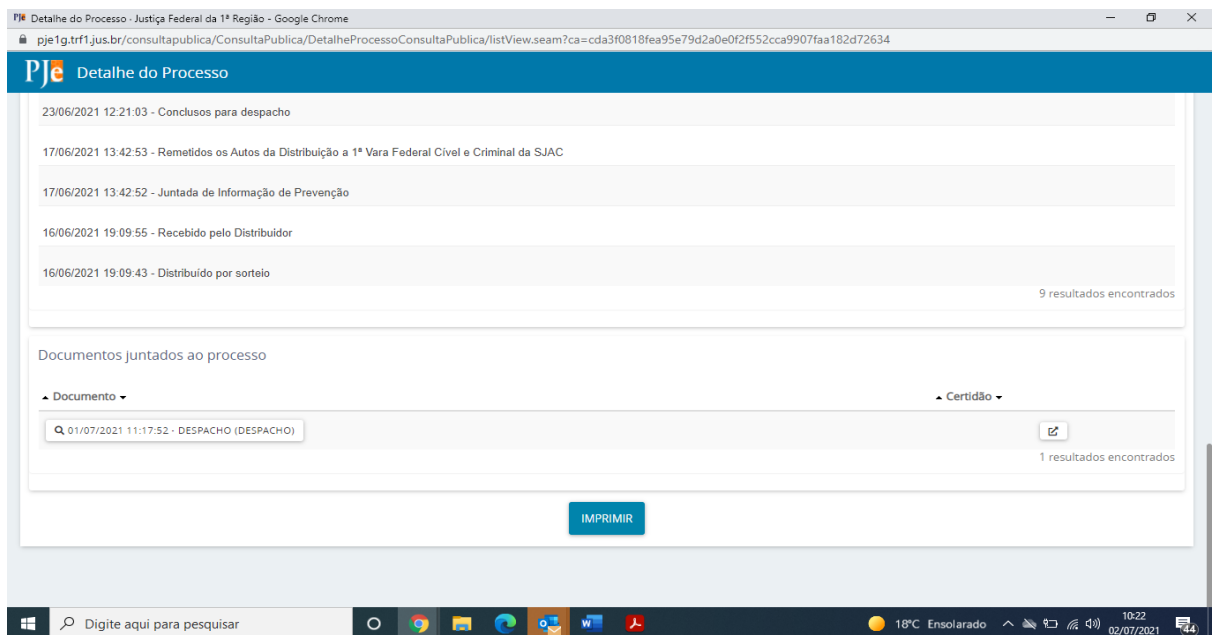 PJe Detalhe do Processo · Justiça Federal da 1ª Região - Google Chrome
pje1g.trf1.jus.br/consultapublica/ConsultaPublica/DetalheProcessoConsultaPublica/listView.seam?ca=cda3f0818fea95e79d2a0e0f2f552cca9907faa182d72634
PJe Detalhe do Processo
23/06/2021 12:21:03 - Conclusos para despacho
17/06/2021 13:42:53 - Remetidos os Autos da Distribuição a 1ª Vara Federal Cível e Criminal da SJAC
17/06/2021 13:42:52 - Juntada de Informação de Prevenção
16/06/2021 19:09:55 - Recebido pelo Distribuidor
16/06/2021 19:09:43 - Distribuído por sorteio
9 resultados encontrados
Documentos juntados ao processo
Documento Certidão
01/07/2021 11:17:52 - DESPACHO (DESPACHO)
1 resultados encontrados
IMPRIMIR
Digite aqui para pesquisar 18°C Ensolarado 10:22
02/07/2021 44